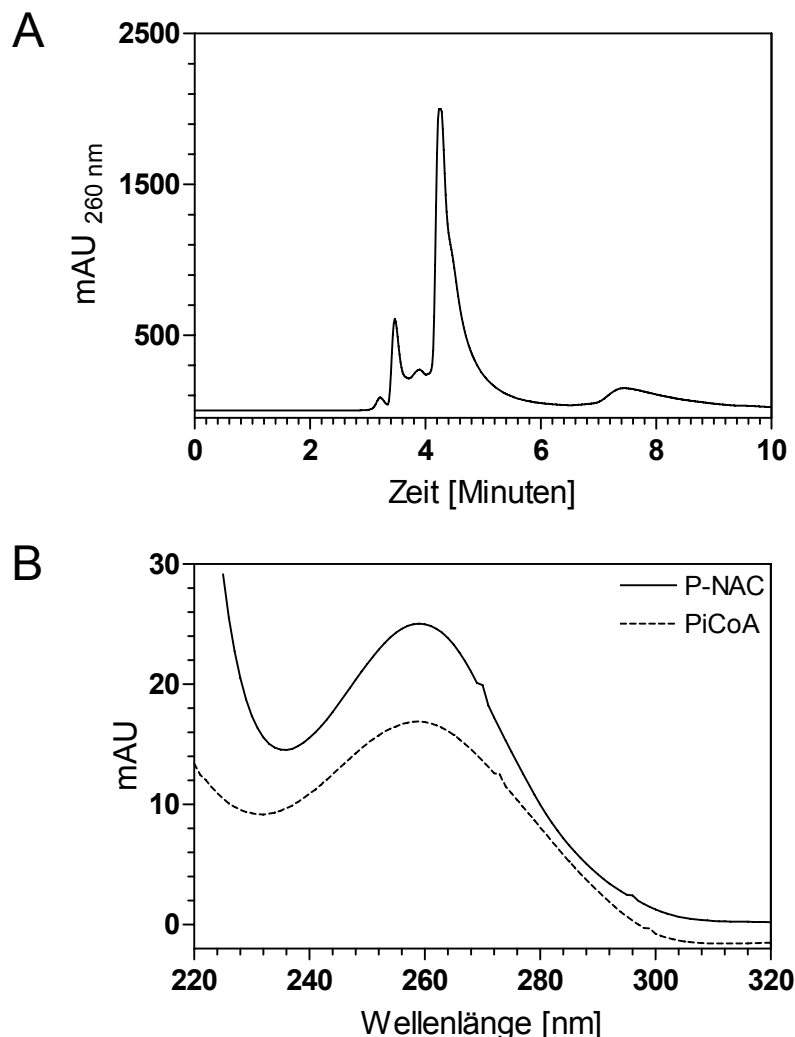 A
2500
1500
500
mAU 260 nm
0 2 4 6 8 10
Zeit [Minuten]
B
30
20
10
0
mAU
P-NAC
PiCoA
220 240 260 280 300 320
Wellenlänge [nm]